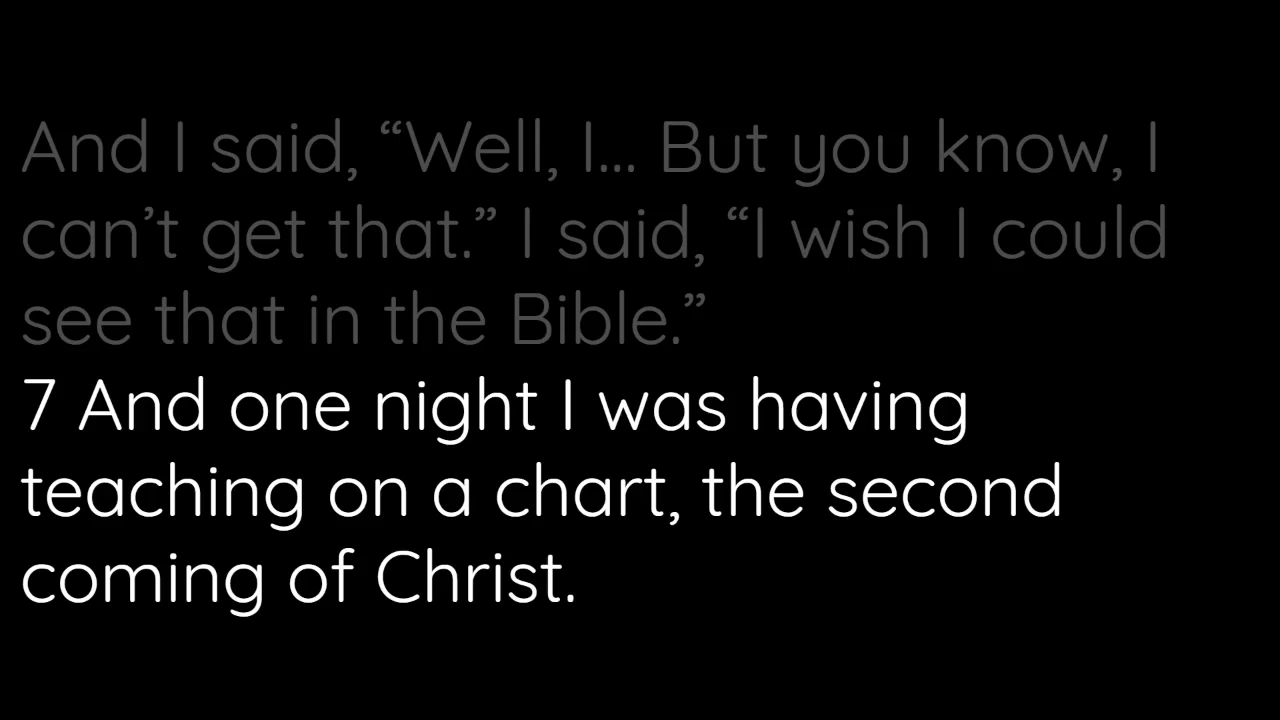 And I said, “Well, I... But you know, I
can’t get that.” I said, “I wish I could
see that in the Bible.”
7 And one night I was having
teaching on a chart, the second
coming of Christ.